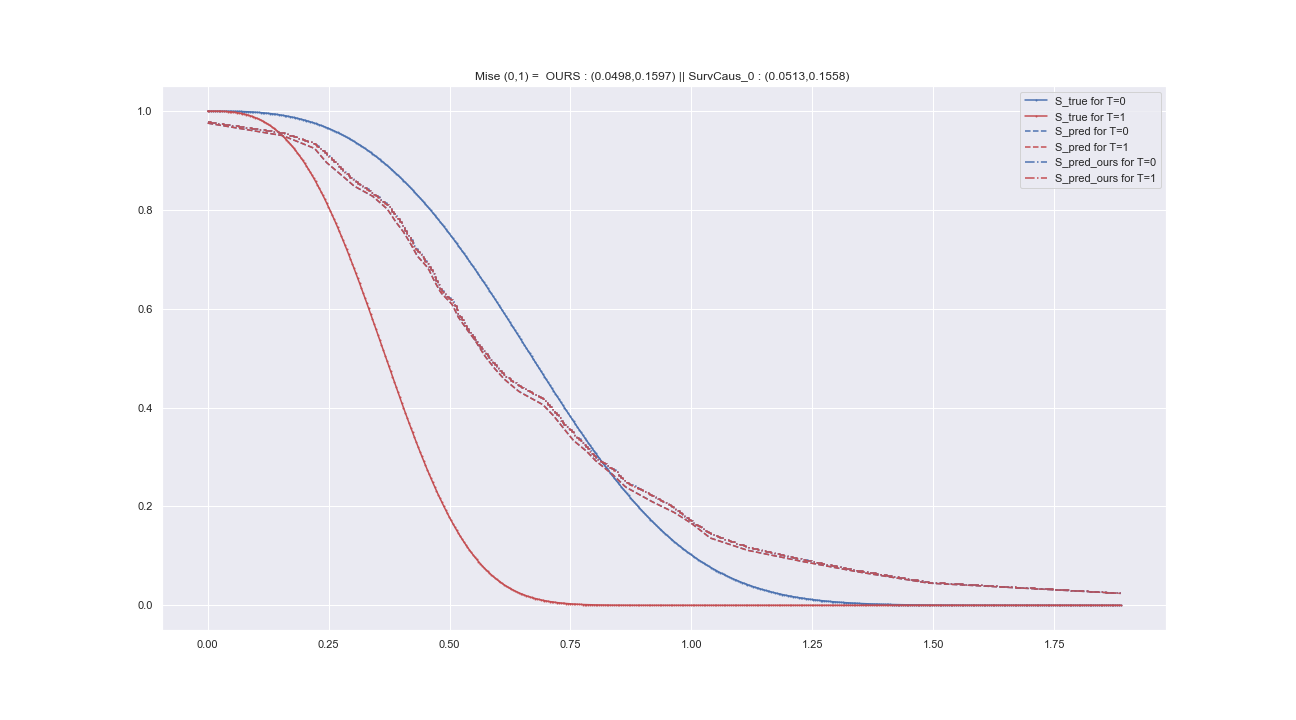 Mise (0,1) =  OURS : (0.0498,0.1597) || SurvCaus_0 : (0.0513,0.1558)
S_true for T=0
S_true for T=1
S_pred for T=0
S_pred for T=1
S_pred_ours for T=0
S_pred_ours for T=1
1.0
0.8
0.6
0.4
0.2
0.0
0.00 0.25 0.50 0.75 1.00 1.25 1.50 1.75